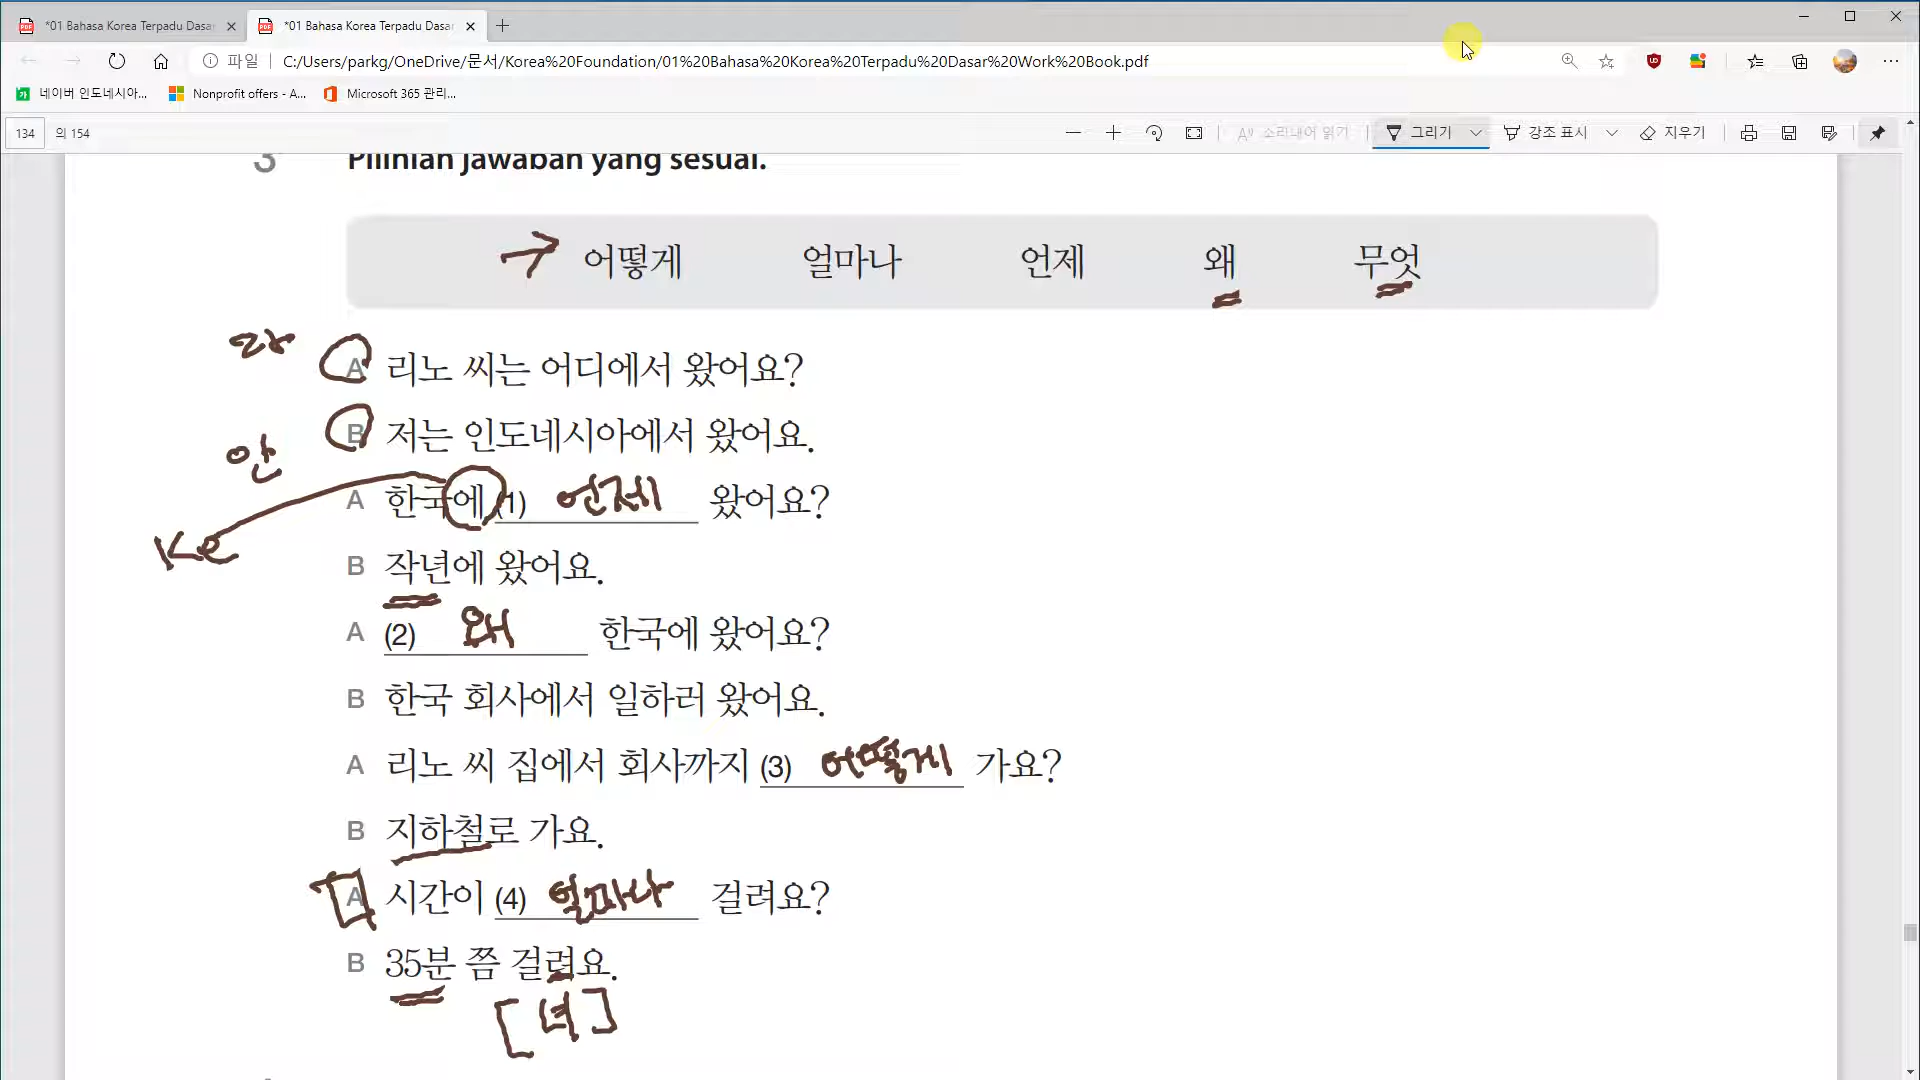 *01 Bahasa Korea Terpadu Dasar
*01 Bahasa Korea Terpadu Dasar
파일 C:/Users/parkg/OneDrive/문서/Korea%20Foundation/01%20Bahasa%20Korea%20Terpadu%20Dasar%20Work%20Book.pdf
네이버 인도네시아... Nonprofit offers - A... Microsoft 365 관리...
134 의 154 소리내어 읽기 그리기 강조 표시 지우기
3 Pilihlah jawaban yang sesuai.
어떻게 얼마나 언제 왜 무엇
A 리노 씨는 어디에서 왔어요?
B 저는 인도네시아에서 왔어요.
안
A 한국에 (1) 언제 왔어요?
Ke
B 작년에 왔어요.
A (2) 왜 한국에 왔어요?
B 한국 회사에서 일하러 왔어요.
A 리노 씨 집에서 회사까지 (3) 어떻게 가요?
B 지하철로 가요.
A 시간이 (4) 얼마나 걸려요?
B 35분 쯤 걸려요.